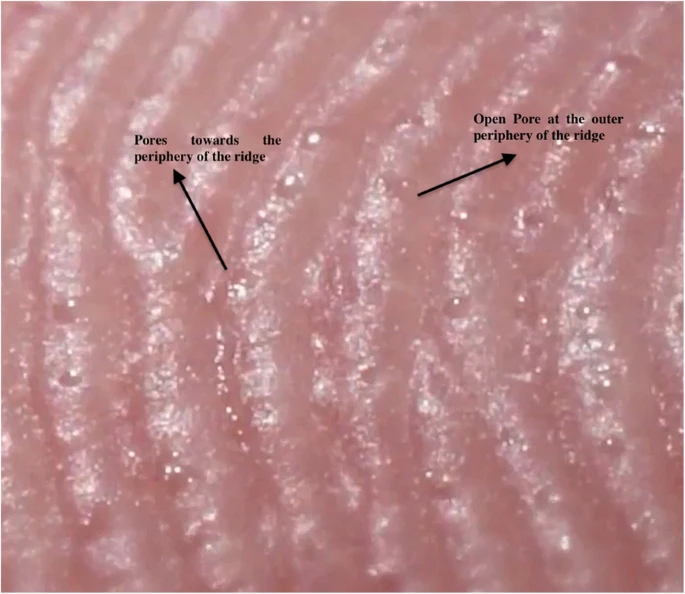 Pores towards the
periphery of the ridge
Open Pore at the outer
periphery of the ridge